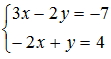 3x − 2y = −7
−2x + y = 4